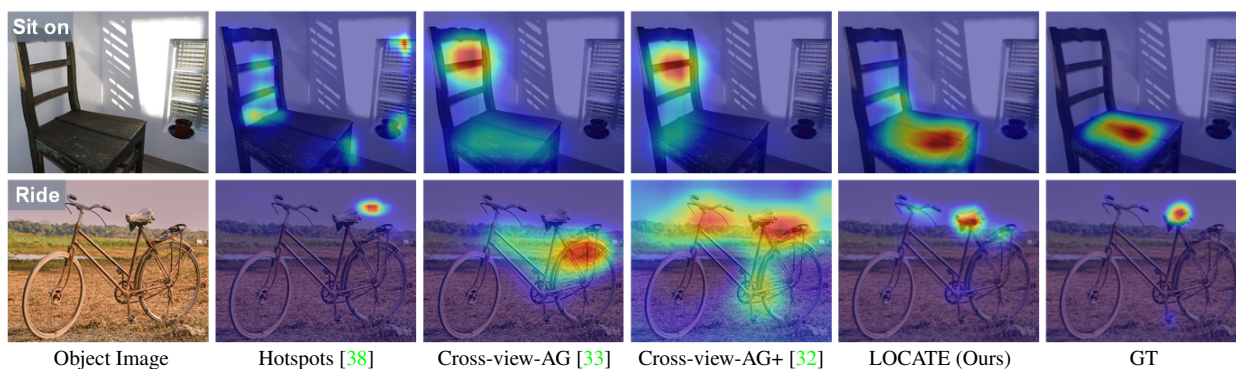 Sit on
Ride
Object Image Hotspots [38] Cross-view-AG [33] Cross-view-AG+ [32] LOCATE (Ours) GT